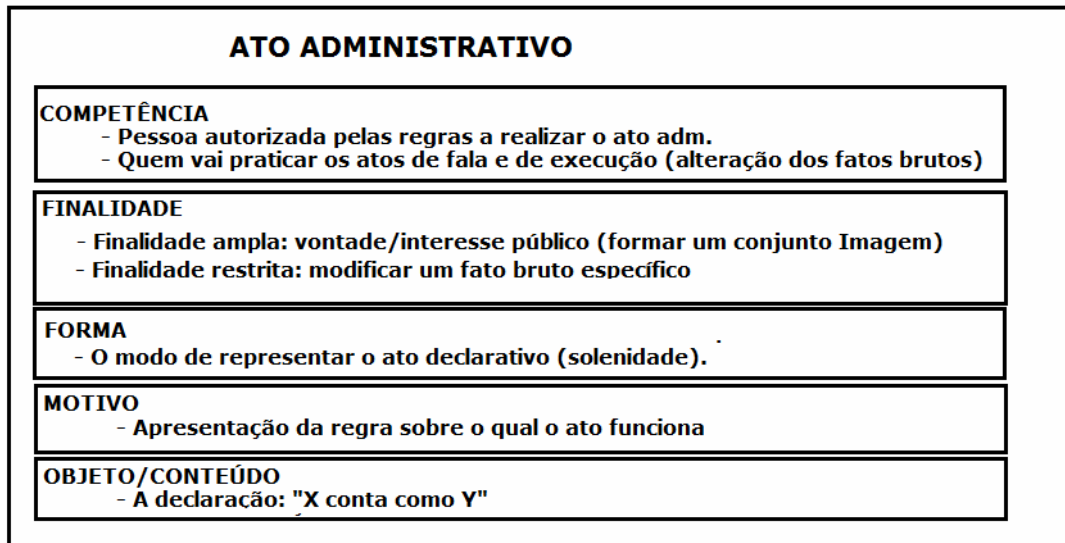 ATO ADMINISTRATIVO
COMPETÊNCIA
- Pessoa autorizada pelas regras a realizar o ato adm.
- Quem vai praticar os atos de fala e de execução (alteração dos fatos brutos)
FINALIDADE
- Finalidade ampla: vontade/interesse público (formar um conjunto Imagem)
- Finalidade restrita: modificar um fato bruto específico
FORMA
- O modo de representar o ato declarativo (solenidade).
MOTIVO
- Apresentação da regra sobre o qual o ato funciona
OBJETO/CONTEÚDO
- A declaração: "X conta como Y"